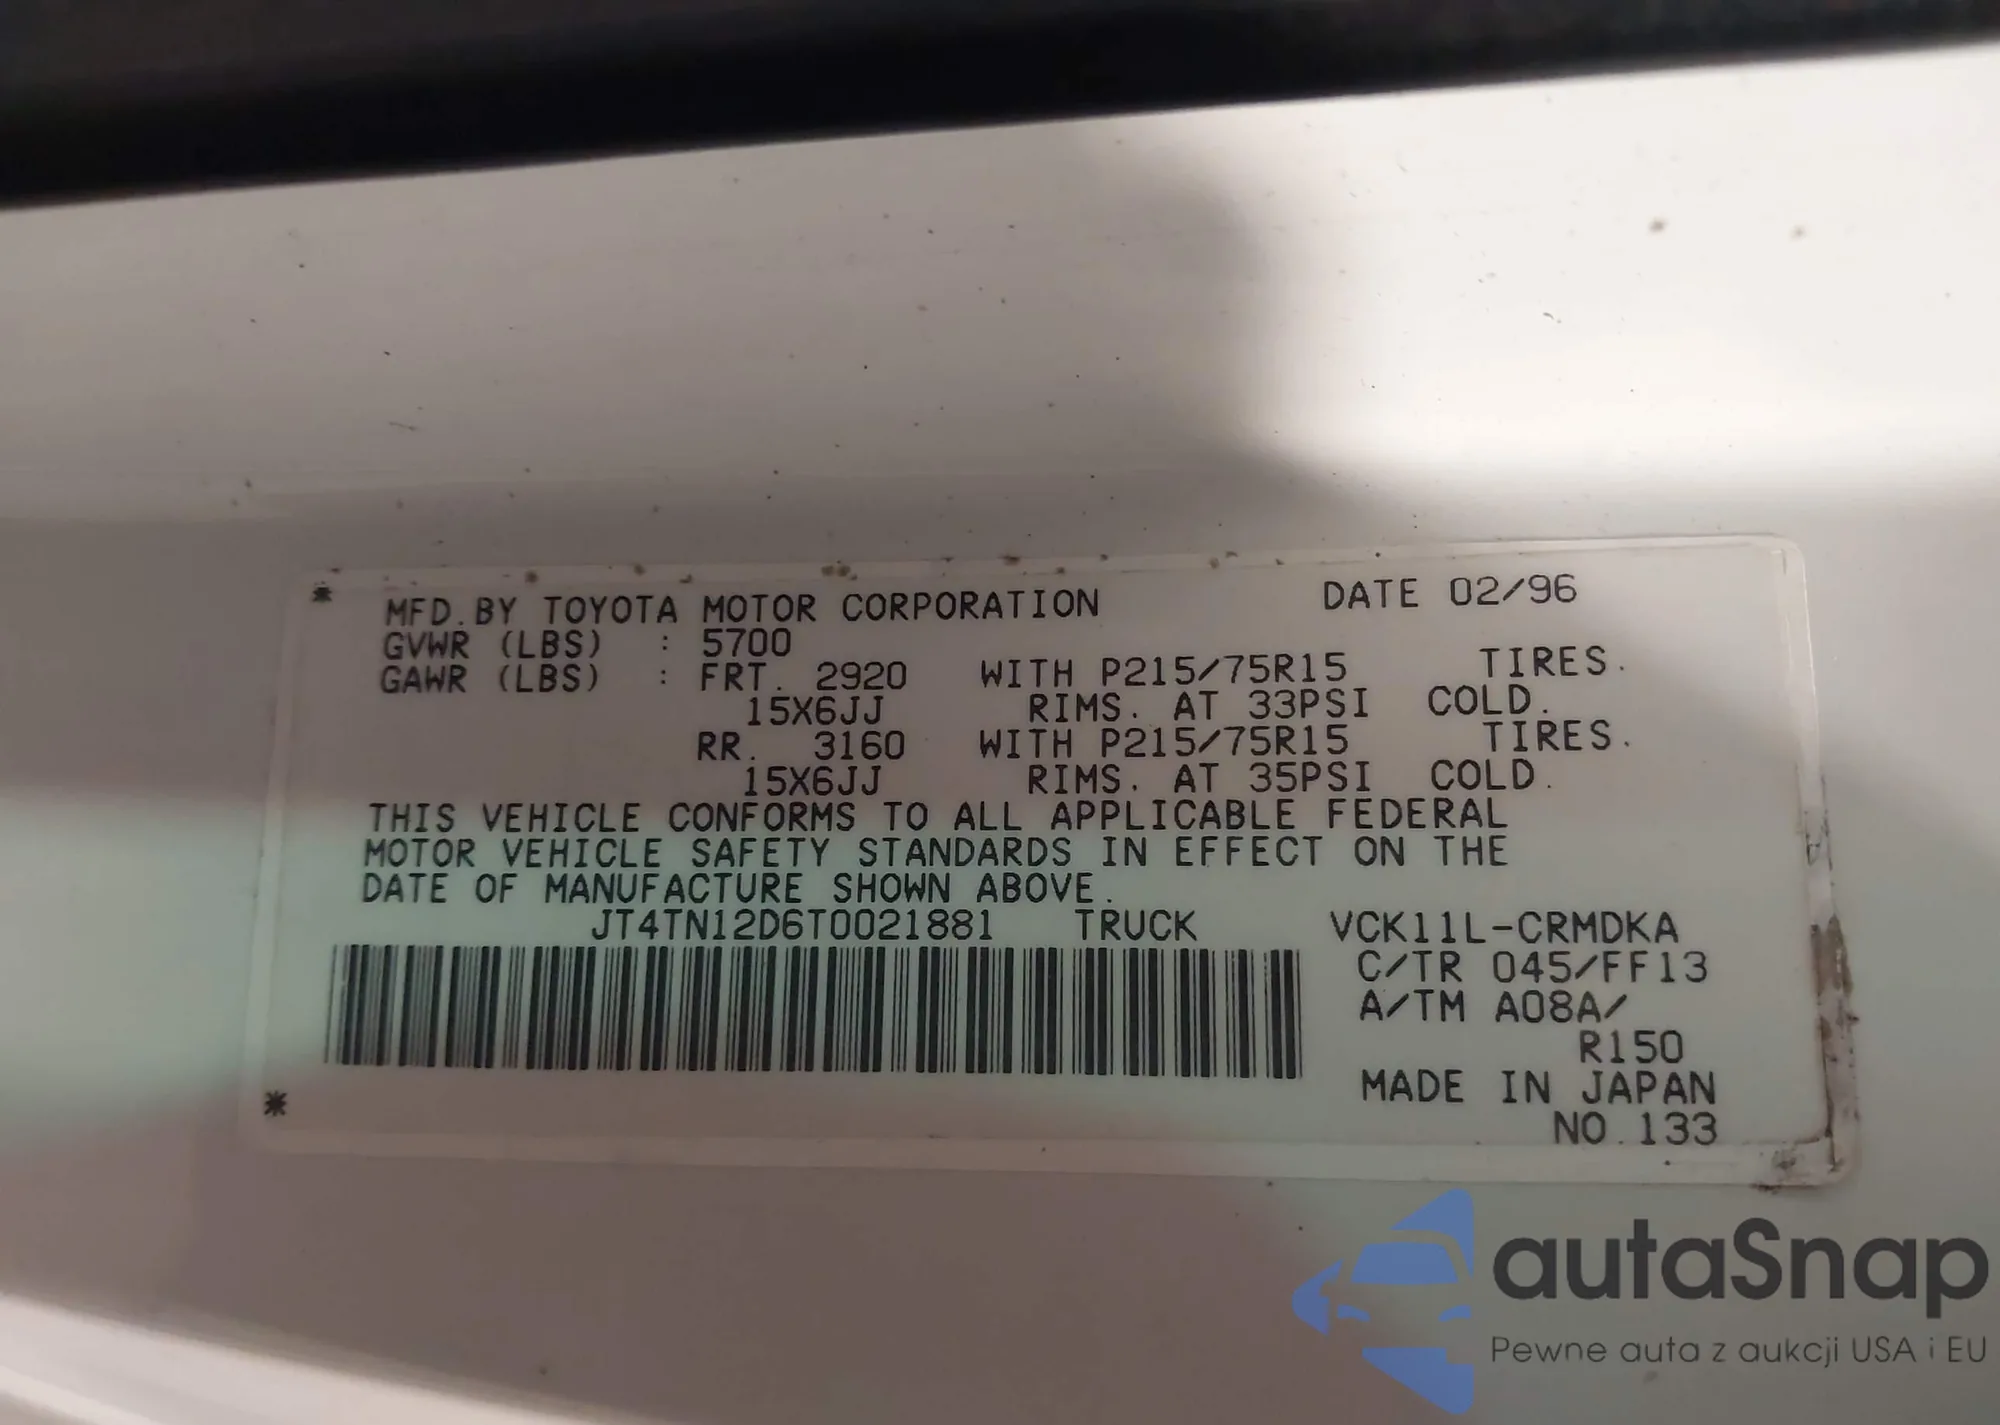 * MFD.BY TOYOTA MOTOR CORPORATION DATE 02/96
GVWR (LBS) : 5700
GAWR (LBS) : FRT. 2920 WITH P215/75R15 TIRES.
15X6JJ RIMS. AT 33PSI COLD.
RR. 3160 WITH P215/75R15 TIRES.
15X6JJ RIMS. AT 35PSI COLD.
THIS VEHICLE CONFORMS TO ALL APPLICABLE FEDERAL
MOTOR VEHICLE SAFETY STANDARDS IN EFFECT ON THE
DATE OF MANUFACTURE SHOWN ABOVE.
JT4TN12D6T0021881 TRUCK VCK11L-CRMDKA
C/TR 045/FF13
A/TM A08A/
R150
MADE IN JAPAN
* NO.133
autaSnap
Pewne auta z aukcji USA i EU